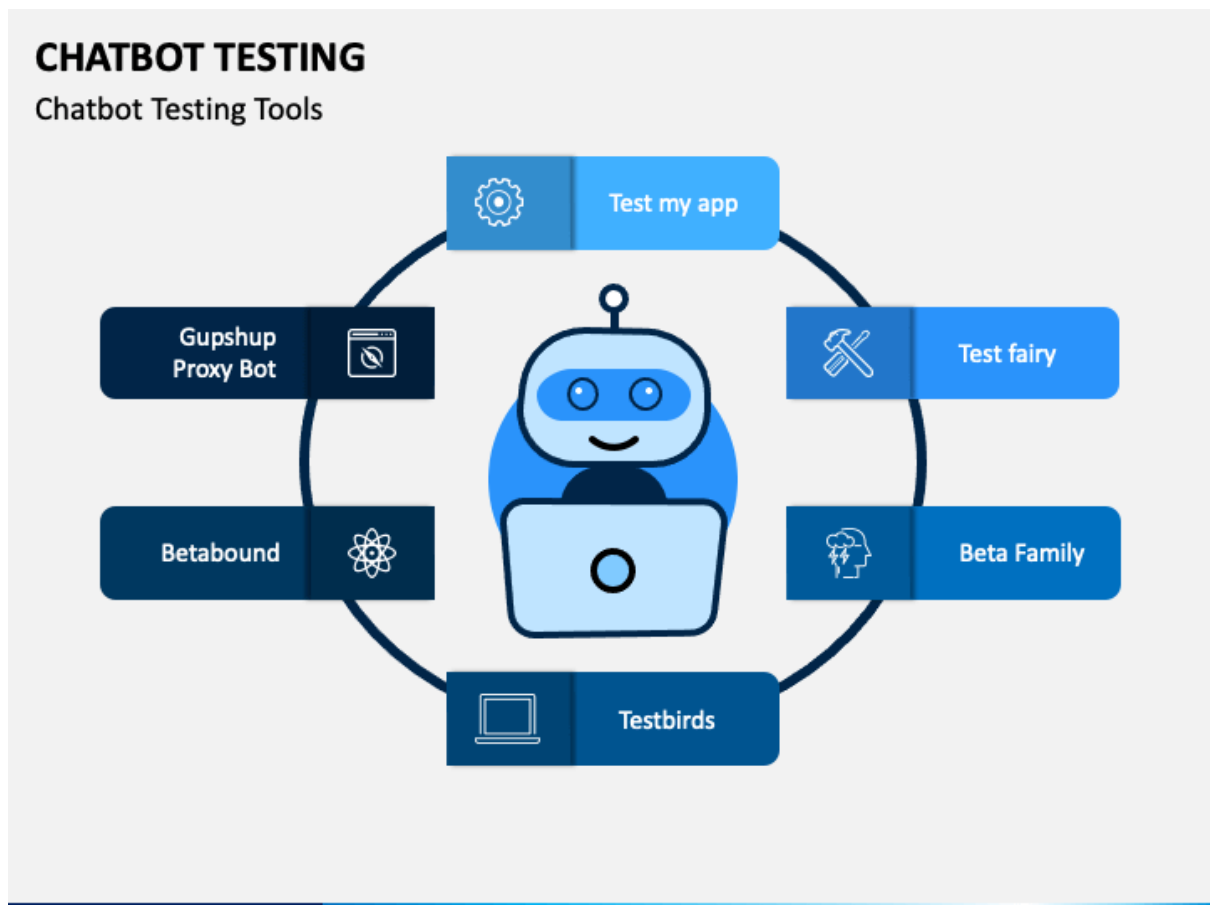 CHATBOT TESTING
Chatbot Testing Tools
Test my app
Gupshup
Proxy Bot
Test fairy
Betabound
Beta Family
Testbirds